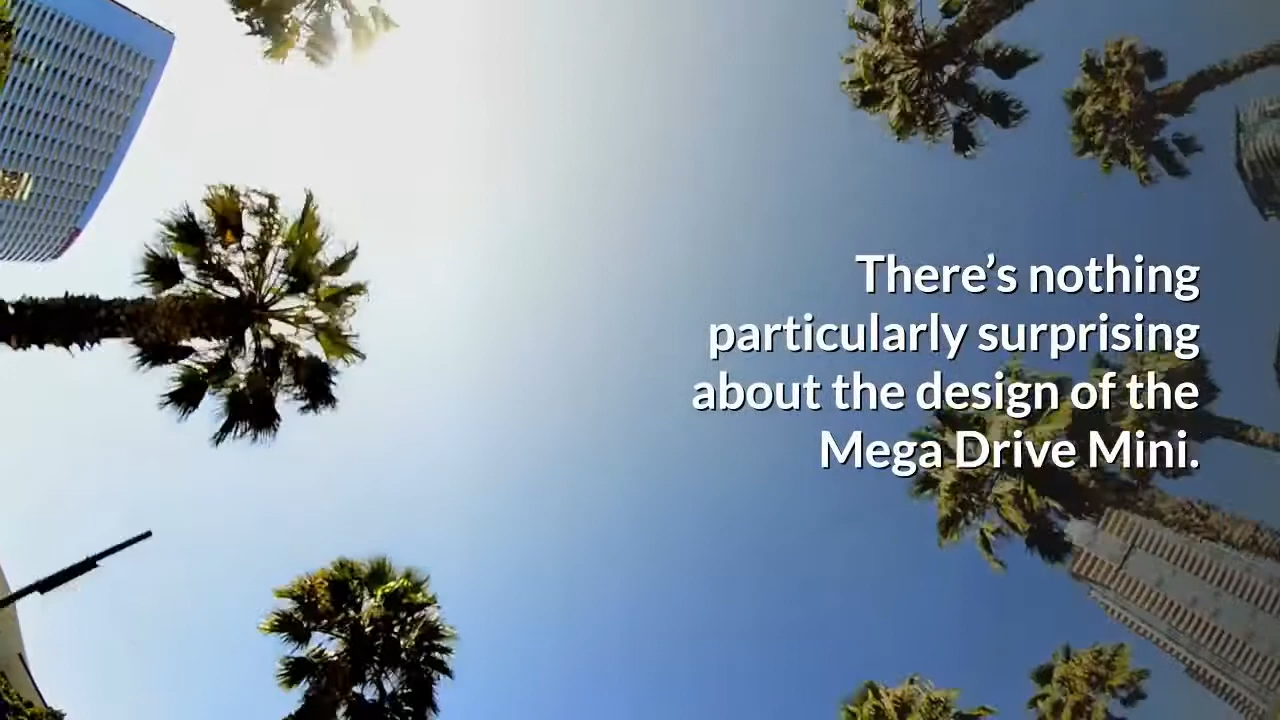 There’s nothing
particularly surprising
about the design of the
Mega Drive Mini.